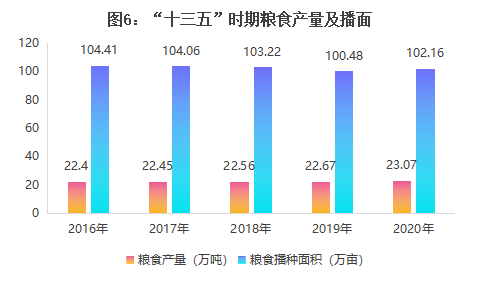 图6：“十三五”时期粮食产量及播面
120
100
80
60
40
20
0
104.41
104.06
103.22
100.48
102.16
22.4
22.45
22.56
22.67
23.07
2016年
2017年
2018年
2019年
2020年
粮食产量（万吨）
粮食播种面积（万亩）